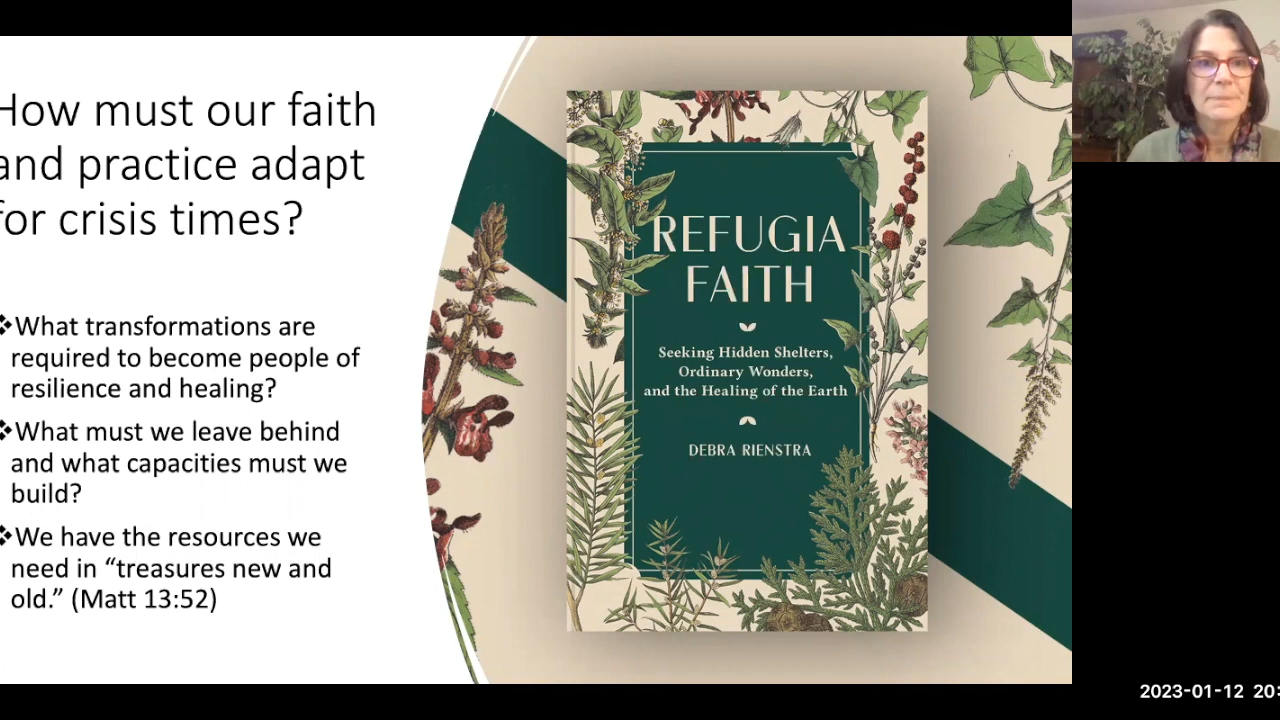 How must our faith
and practice adapt
for crisis times?
❖What transformations are
required to become people of
resilience and healing?
❖What must we leave behind
and what capacities must we
build?
❖We have the resources we
need in “treasures new and
old.” (Matt 13:52)
REFUGIA
FAITH
Seeking Hidden Shelters,
Ordinary Wonders,
and the Healing of the Earth
DEBRA RIENSTRA
2023-01-12 20: